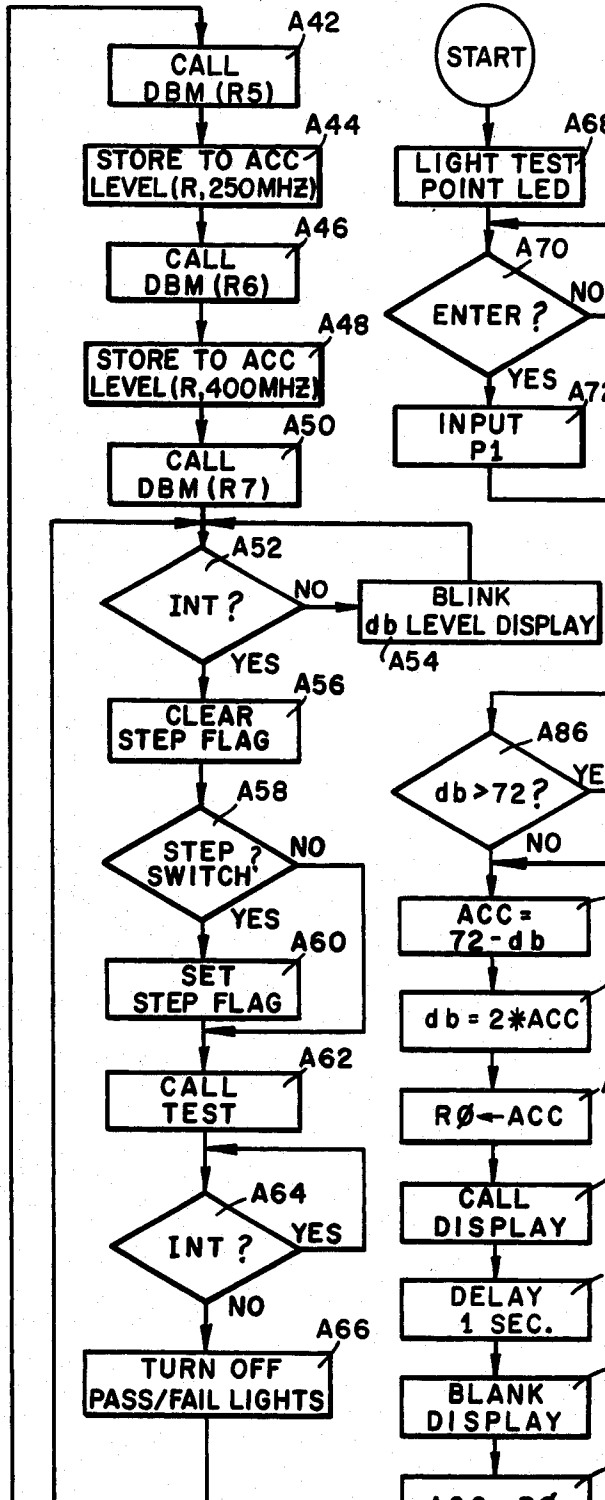 A42
CALL
DBM (R5)
A44
STORE TO ACC
LEVEL (R, 250MHZ)
A46
CALL
DBM (R6)
A48
STORE TO ACC
LEVEL (R, 400MHZ)
A50
CALL
DBM (R7)
A52
INT?
NO
YES
BLINK
db LEVEL DISPLAY
A54
A56
CLEAR
STEP FLAG
A58
STEP
SWITCH?
NO
YES
A60
SET
STEP FLAG
A62
CALL
TEST
A64
INT?
YES
NO
A66
TURN OFF
PASS/FAIL LIGHTS
START
A68
LIGHT TEST
POINT LED
A70
ENTER?
NO
YES
A72
INPUT
P1
A86
db>72?
YE
NO
ACC=
72-db
db=2*ACC
RØ←ACC
CALL
DISPLAY
DELAY
1 SEC.
BLANK
DISPLAY